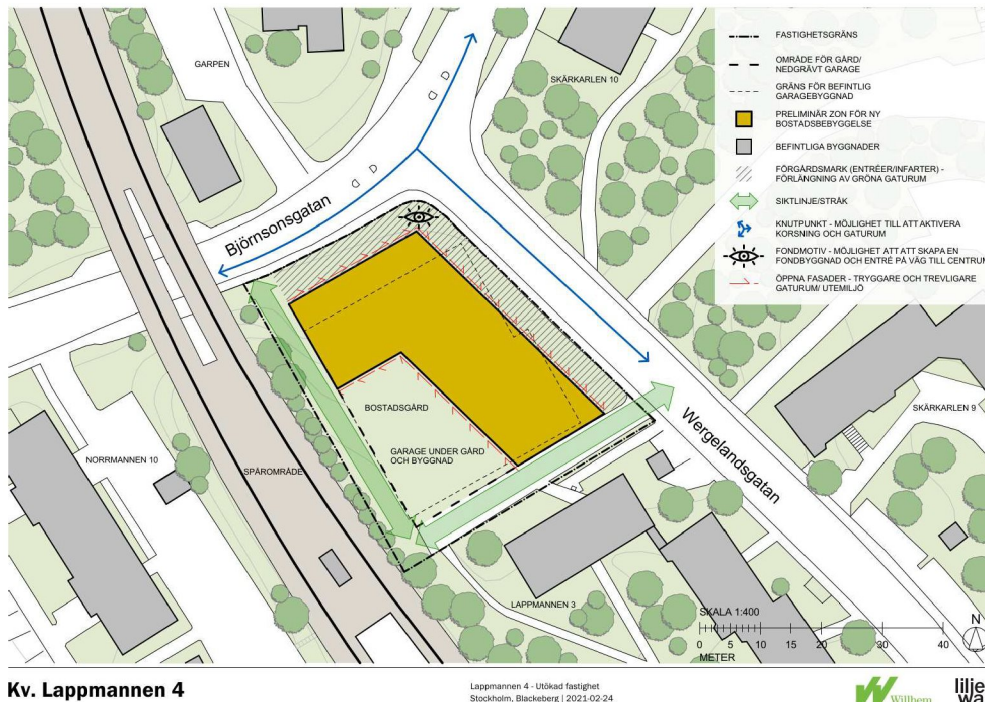 GARPEN
SKÄRKARLEN 10
Björnsonsgatan
FASTIGHETSGRÄNS
OMRÅDE FÖR GÅRD/
NEDGRÄVT GARAGE
GRÄNS FÖR BEFINTLIG
GARAGEBYGGNAD
PRELIMINÄR ZON FÖR NY
BOSTADSBEBYGGELSE
BEFINTLIGA BYGGNADER
FÖRGÅRDSMARK (ENTRÉER/INFARTER) -
FÖRLÄNGNING AV GRÖNA GATURUM
SIKTLINJE/STRÅK
KNUTPUNKT - MÖJLIGHET TILL ATT AKTIVERA
KORSNING OCH GATURUM
FONDMOTIV - MÖJLIGHET ATT ATT SKAPA EN
FONDBYGGNAD OCH ENTRÉ PÅ VÄG TILL CENTRUM
ÖPPNA FASADER - TRYGGARE OCH TREVLIGARE
GATURUM/ UTEMILJÖ
BOSTADSGÅRD
GARAGE UNDER GÅRD
OCH BYGGNAD
NORRMANNEN 10
SPÅROMRÅDE
Wergelandsgatan
SKÄRKARLEN 9
LAPPMANNEN 3
SKALA 1:400
0 5 10 15 20 30 40
METER
N
Kv. Lappmannen 4
Lappmannen 4 - Utökad fastighet
Stockholm, Blackeberg | 2021-02-24
Willhem
lilje
wa